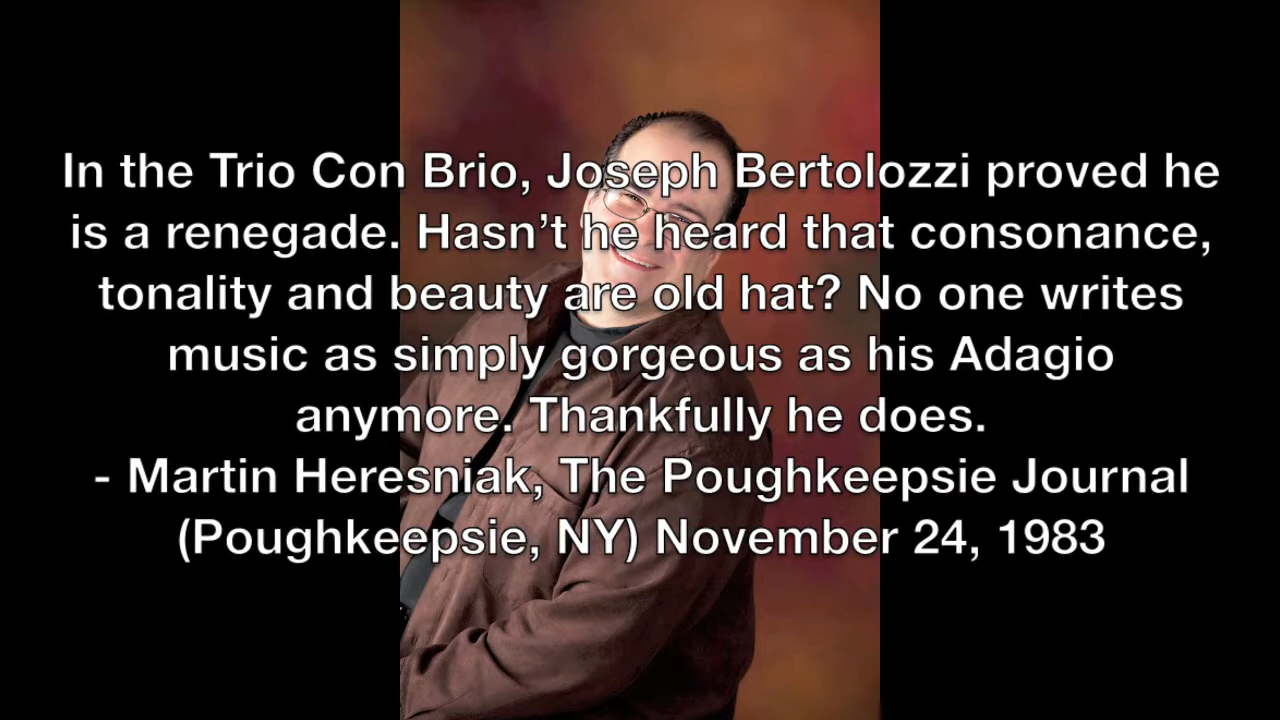 In the Trio Con Brio, Joseph Bertolozzi proved he
is a renegade. Hasn’t he heard that consonance,
tonality and beauty are old hat? No one writes
music as simply gorgeous as his Adagio
anymore. Thankfully he does.
- Martin Heresniak, The Poughkeepsie Journal
(Poughkeepsie, NY) November 24, 1983